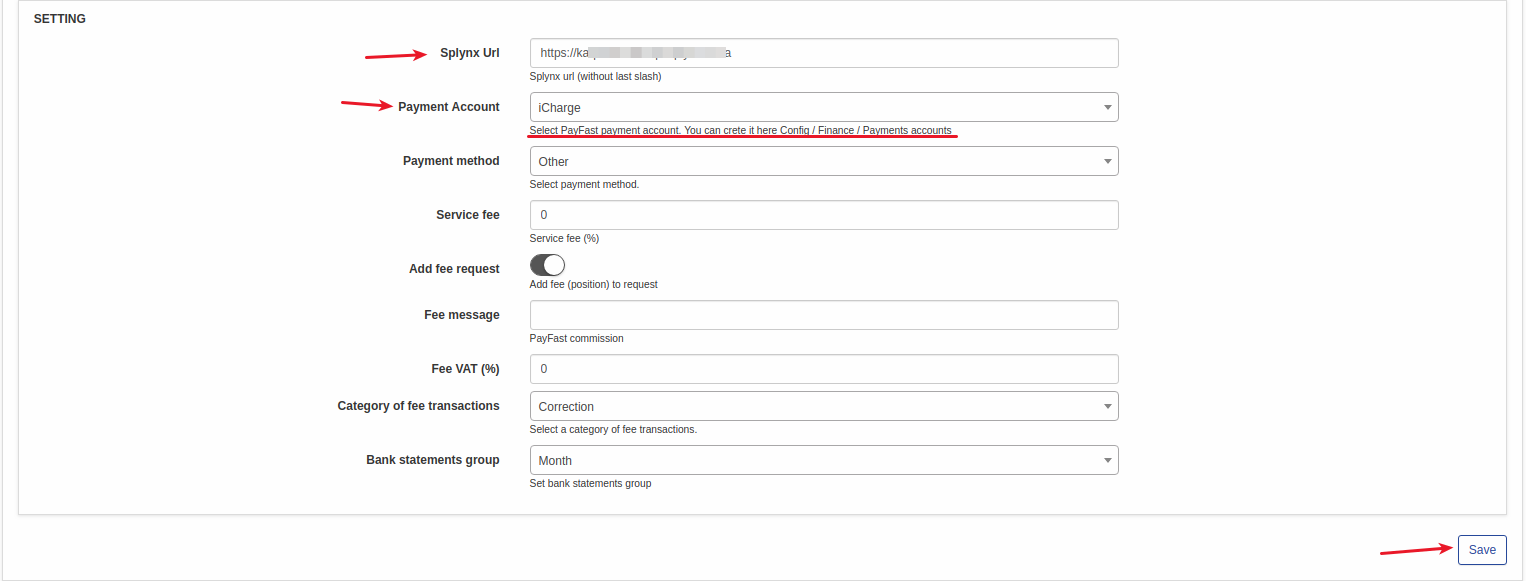 SETTING
Splynx Url
https://ka
Splynx url (without last slash)
Payment Account
iCharge
Select PayFast payment account. You can crete it here Config / Finance / Payments accounts
Payment method
Other
Select payment method.
Service fee
0
Service fee (%)
Add fee request
Add fee (position) to request
Fee message
PayFast commission
Fee VAT (%)
0
Category of fee transactions
Correction
Select a category of fee transactions.
Bank statements group
Month
Set bank statements group
Save